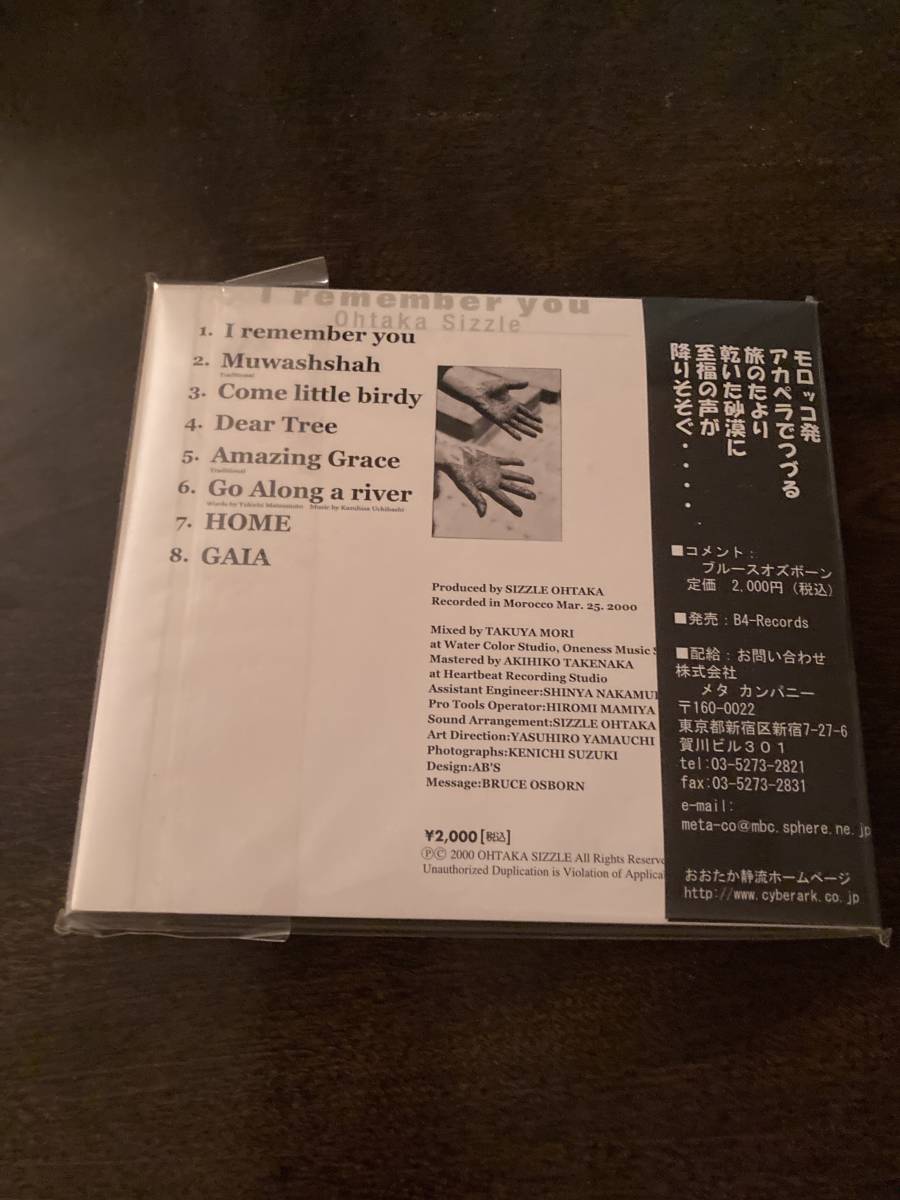 I remember you
Ohtaka Sizzle
1. I remember you
2. Muwashshah
Traditional
3. Come little birdy
4. Dear Tree
5. Amazing Grace
Traditional
6. Go Along a river
Words by Music by Kazuhisa Uchihashi
7. HOME
8. GAIA
Produced by SIZZLE OHTAKA
Recorded in Morocco Mar. 25. 2000
Mixed by TAKUYA MORI
at Water Color Studio, Oneness Music S
Mastered by AKIHIKO TAKENAKA
at Heartbeat Recording Studio
Assistant Engineer:SHINYA NAKAMU
Pro Tools Operator:HIROMI MAMIYA
Sound Arrangement:SIZZLE OHTAKA
Art Direction:YASUHIRO YAMAUCHI
Photographs:KENICHI SUZUKI
Design:AB'S
Message:BRUCE OSBORN
¥2,000[税込]
ⓅⒸ 2000 OHTAKA SIZZLE All Rights Reserve
Unauthorized Duplication is Violation of Applical
モロッコ発
アカペラでつづる
旅のたより
乾いた砂漠に
至福の声が
降りそそぐ・・・・
■コメント:
ブルースオズボーン
定価 2,000円(税込)
■発売:B4-Records
■配給:お問い合わせ
株式会社
メタ カンパニー
〒160-0022
東京都新宿区新宿7-27-6
賀川ビル301
tel:03-5273-2821
fax:03-5273-2831
e-mail:
meta-co@mbc.sphere.ne.jp
おおたか静流ホームページ
http://www.cyberark.co.jp